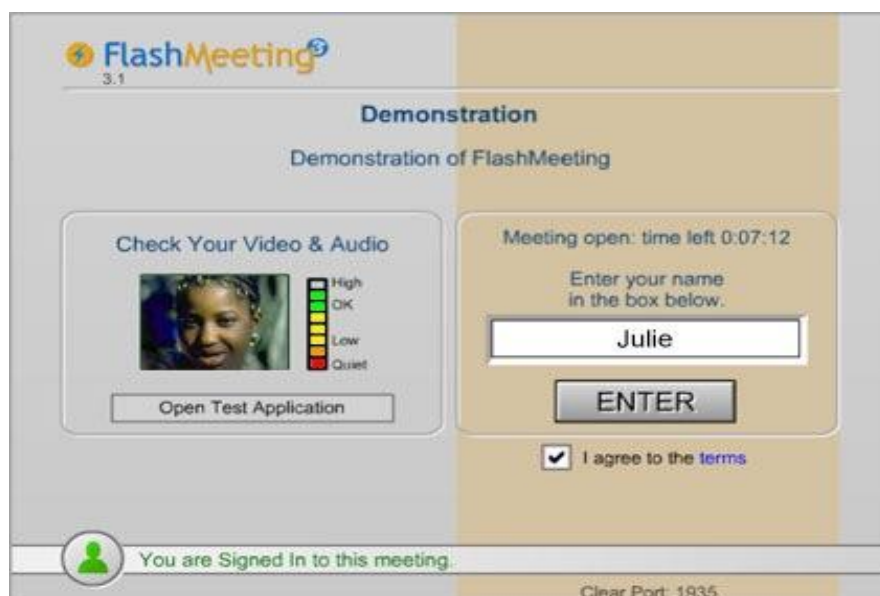 FlashMeeting
3.1
Demonstration
Demonstration of FlashMeeting
Check Your Video & Audio
High
OK
Low
Quiet
Open Test Application
Meeting open: time left 0:07:12
Enter your name
in the box below.
Julie
ENTER
I agree to the terms
You are Signed In to this meeting.
Clear Port: 1935